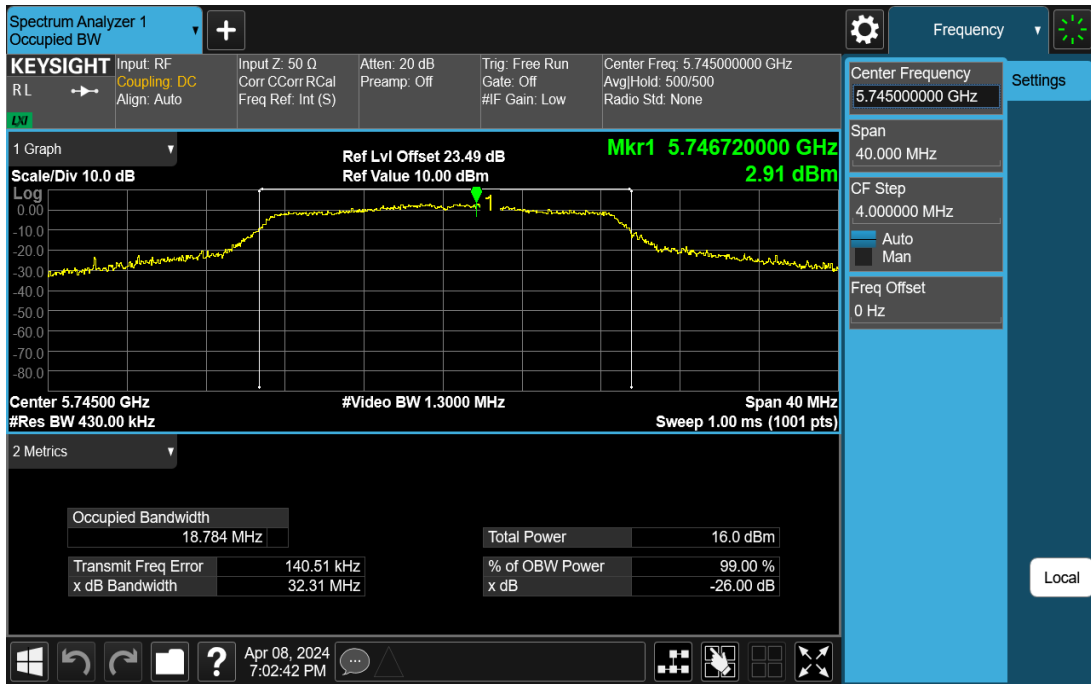 Spectrum Analyzer 1
Occupied BW
+
Frequency
KEYSIGHT
RL
LXI
Input: RF
Coupling: DC
Align: Auto
Input Z: 50 Ω
Corr CCorr RCal
Freq Ref: Int (S)
Atten: 20 dB
Preamp: Off
Trig: Free Run
Gate: Off
#IF Gain: Low
Center Freq: 5.745000000 GHz
Avg|Hold: 500/500
Radio Std: None
Center Frequency
5.745000000 GHz
Settings
Span
40.000 MHz
CF Step
4.000000 MHz
Auto
Man
Freq Offset
0 Hz
Local
1 Graph
Scale/Div 10.0 dB
Ref Lvl Offset 23.49 dB
Ref Value 10.00 dBm
Mkr1 5.746720000 GHz
2.91 dBm
Log
0.00
-10.0
-20.0
-30.0
-40.0
-50.0
-60.0
-70.0
-80.0
1
Center 5.74500 GHz
#Video BW 1.3000 MHz
Span 40 MHz
#Res BW 430.00 kHz
Sweep 1.00 ms (1001 pts)
2 Metrics
Occupied Bandwidth
18.784 MHz
Total Power 16.0 dBm
Transmit Freq Error 140.51 kHz
% of OBW Power 99.00 %
x dB Bandwidth 32.31 MHz
x dB -26.00 dB
?
Apr 08, 2024
7:02:42 PM